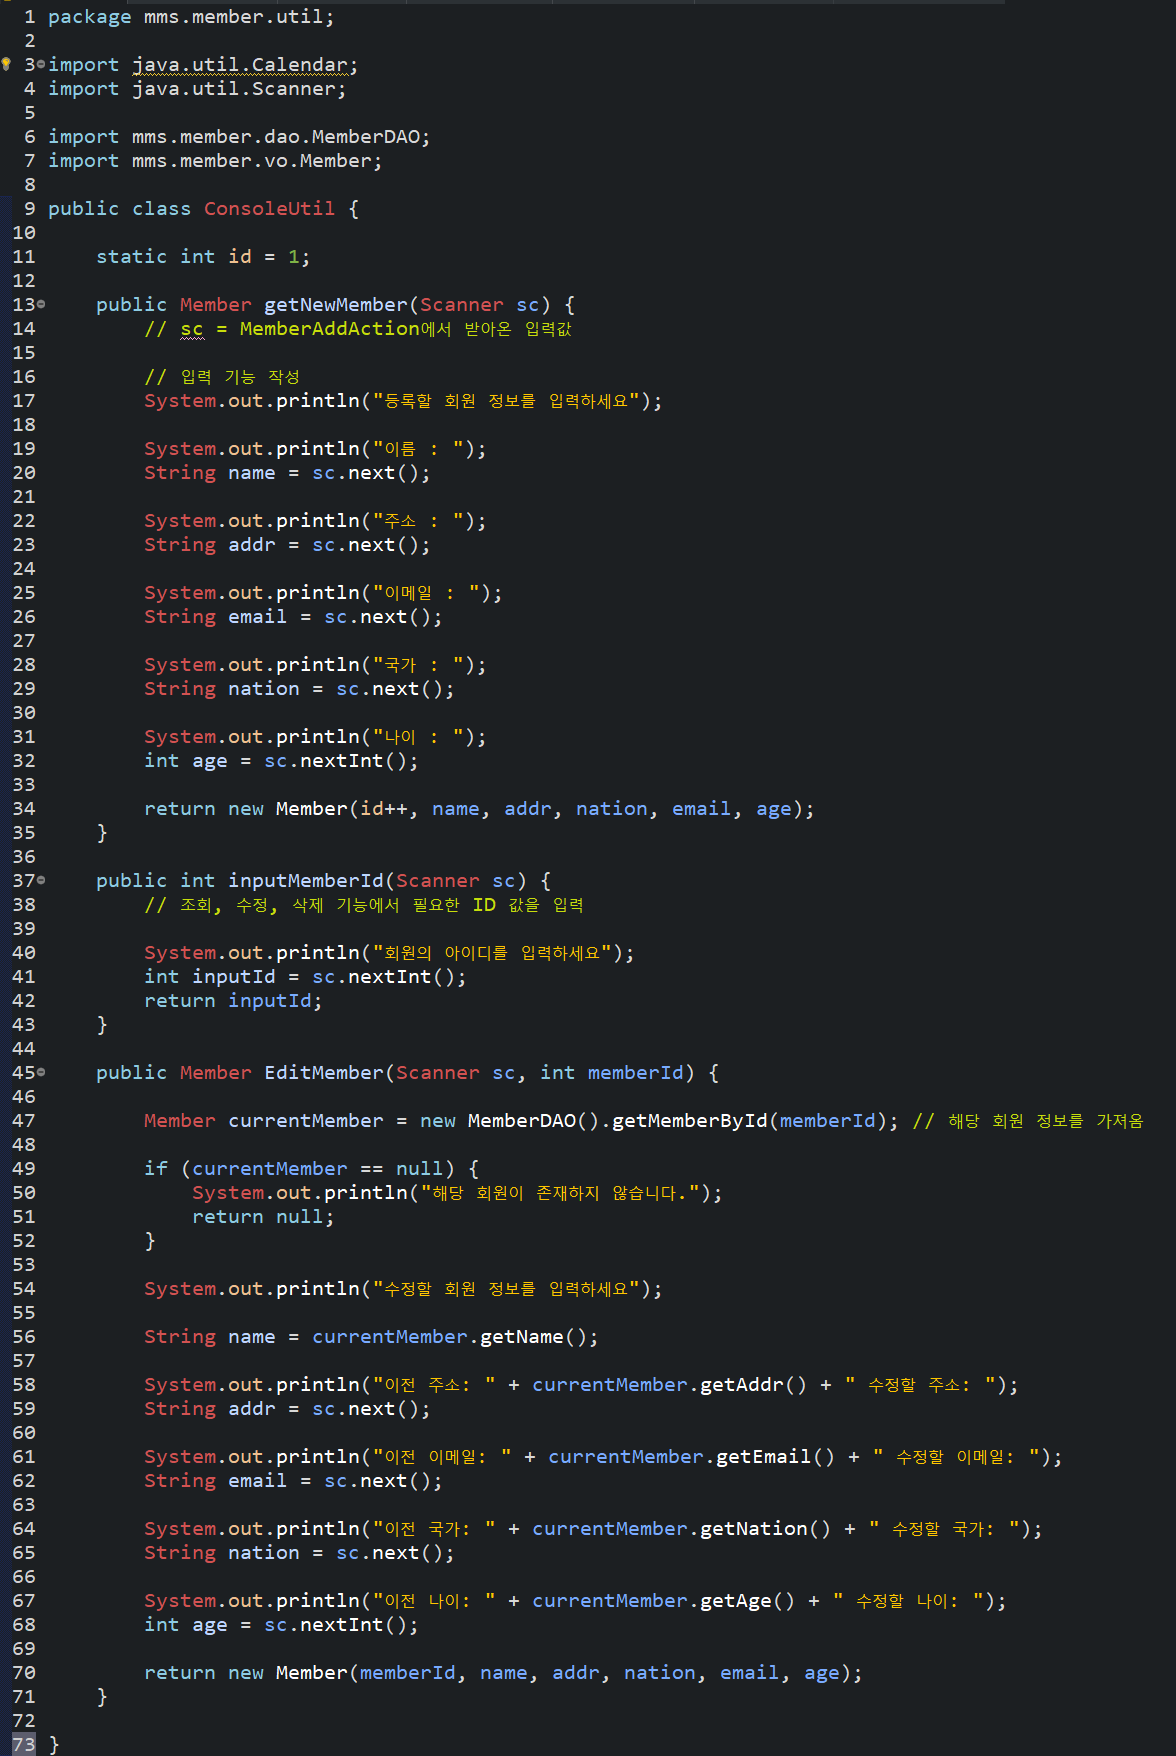 1 package mms.member.util;
2
3 import java.util.Calendar;
4 import java.util.Scanner;
5
6 import mms.member.dao.MemberDAO;
7 import mms.member.vo.Member;
8
9 public class ConsoleUtil {
10
11     static int id = 1;
12
13     public Member getNewMember(Scanner sc) {
14         // sc = MemberAddAction에서 받아온 입력값
15
16         // 입력 기능 작성
17         System.out.println("등록할 회원 정보를 입력하세요");
18
19         System.out.println("이름 : ");
20         String name = sc.next();
21
22         System.out.println("주소 : ");
23         String addr = sc.next();
24
25         System.out.println("이메일 : ");
26         String email = sc.next();
27
28         System.out.println("국가 : ");
29         String nation = sc.next();
30
31         System.out.println("나이 : ");
32         int age = sc.nextInt();
33
34         return new Member(id++, name, addr, nation, email, age);
35     }
36
37     public int inputMemberId(Scanner sc) {
38         // 조회, 수정, 삭제 기능에서 필요한 ID 값을 입력
39
40         System.out.println("회원의 아이디를 입력하세요");
41         int inputId = sc.nextInt();
42         return inputId;
43     }
44
45     public Member EditMember(Scanner sc, int memberId) {
46
47         Member currentMember = new MemberDAO().getMemberById(memberId); // 해당 회원 정보를 가져옴
48
49         if (currentMember == null) {
50             System.out.println("해당 회원이 존재하지 않습니다.");
51             return null;
52         }
53
54         System.out.println("수정할 회원 정보를 입력하세요");
55
56         String name = currentMember.getName();
57
58         System.out.println("이전 주소: " + currentMember.getAddr() + " 수정할 주소: ");
59         String addr = sc.next();
60
61         System.out.println("이전 이메일: " + currentMember.getEmail() + " 수정할 이메일: ");
62         String email = sc.next();
63
64         System.out.println("이전 국가: " + currentMember.getNation() + " 수정할 국가: ");
65         String nation = sc.next();
66
67         System.out.println("이전 나이: " + currentMember.getAge() + " 수정할 나이: ");
68         int age = sc.nextInt();
69
70         return new Member(memberId, name, addr, nation, email, age);
71     }
72
73 }